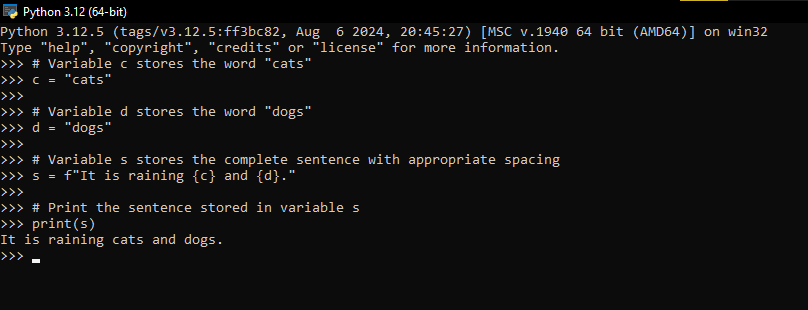 Python 3.12 (64-bit)
Python 3.12.5 (tags/v3.12.5:ff3bc82, Aug  6 2024, 20:45:27) [MSC v.1940 64 bit (AMD64)] on win32
Type "help", "copyright", "credits" or "license" for more information.
>>> # Variable c stores the word "cats"
>>> c = "cats"
>>>
>>> # Variable d stores the word "dogs"
>>> d = "dogs"
>>>
>>> # Variable s stores the complete sentence with appropriate spacing
>>> s = f"It is raining {c} and {d}."
>>>
>>> # Print the sentence stored in variable s
>>> print(s)
It is raining cats and dogs.
>>>